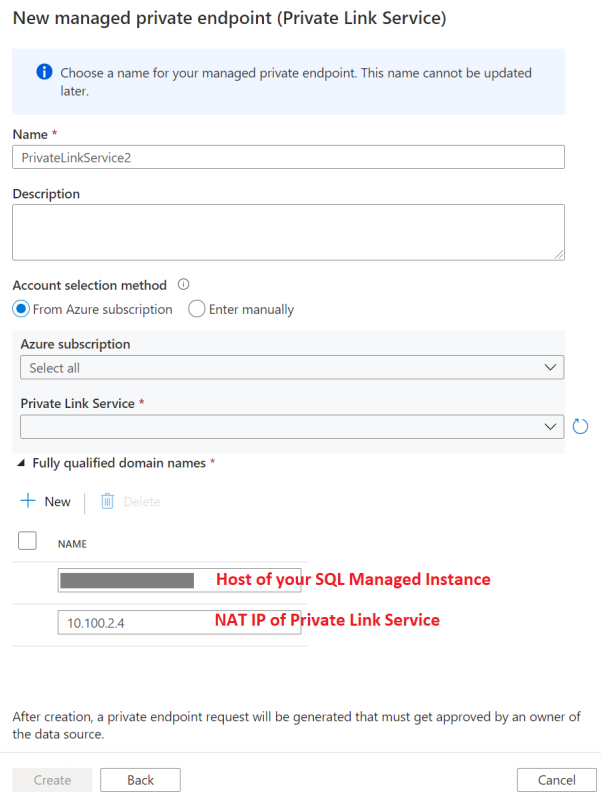 New managed private endpoint (Private Link Service)
Choose a name for your managed private endpoint. This name cannot be updated
later.
Name *
PrivateLinkService2
Description
Account selection method
From Azure subscription Enter manually
Azure subscription
Select all
Private Link Service *
Fully qualified domain names *
New Delete
NAME
Host of your SQL Managed Instance
10.100.2.4 NAT IP of Private Link Service
After creation, a private endpoint request will be generated that must get approved by an owner of
the data source.
Create Back Cancel